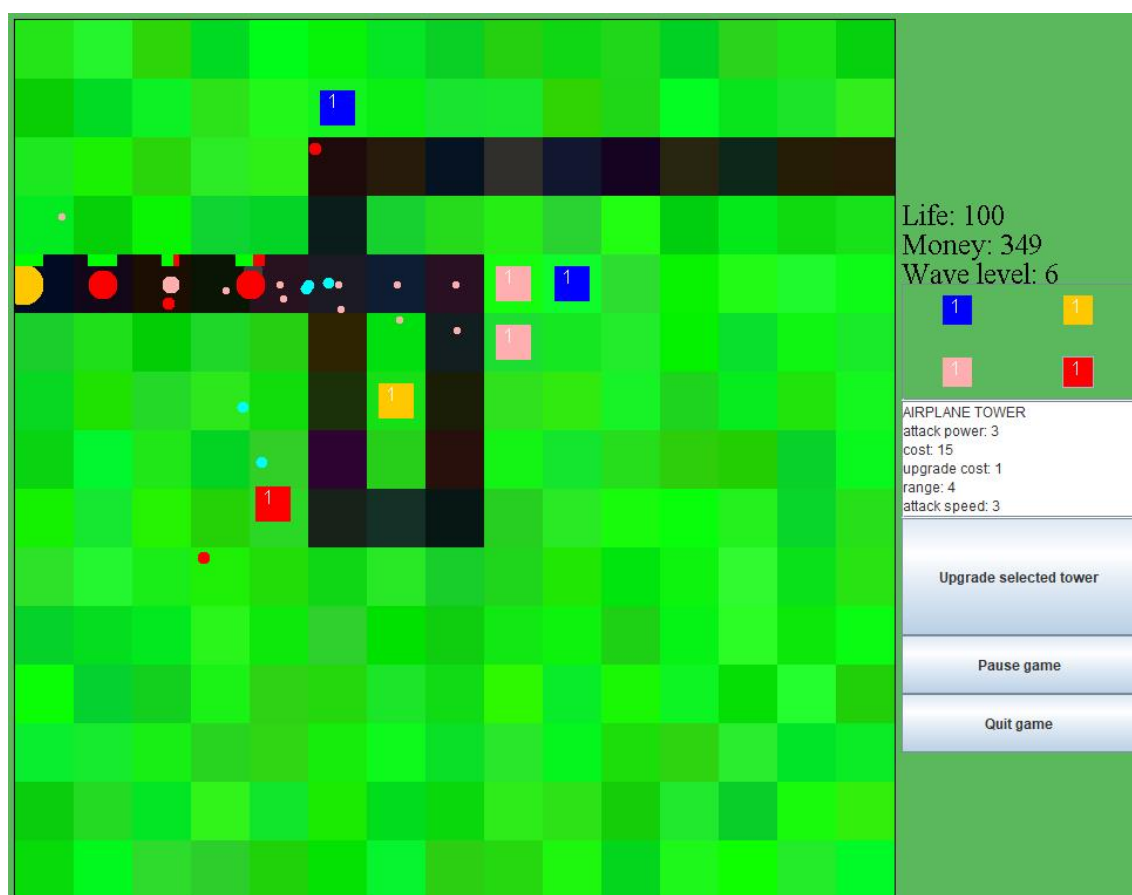 1
Life: 100
Money: 349
Wave level: 6
1 1
1 1
1
1
1
1
1
AIRPLANE TOWER
attack power: 3
cost: 15
upgrade cost: 1
range: 4
attack speed: 3
Upgrade selected tower
Pause game
Quit game